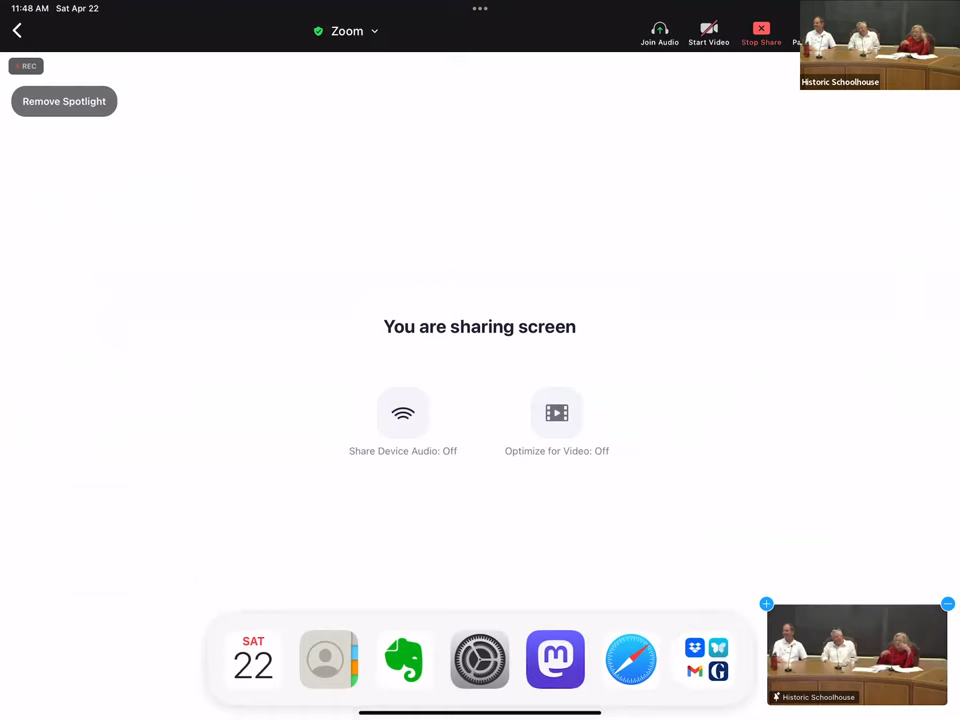 11:48 AM Sat Apr 22
Zoom
Join Audio
Start Video
Stop Share
Pa
Historic Schoolhouse
REC
Remove Spotlight
You are sharing screen
Share Device Audio: Off
Optimize for Video: Off
SAT
22
Historic Schoolhouse